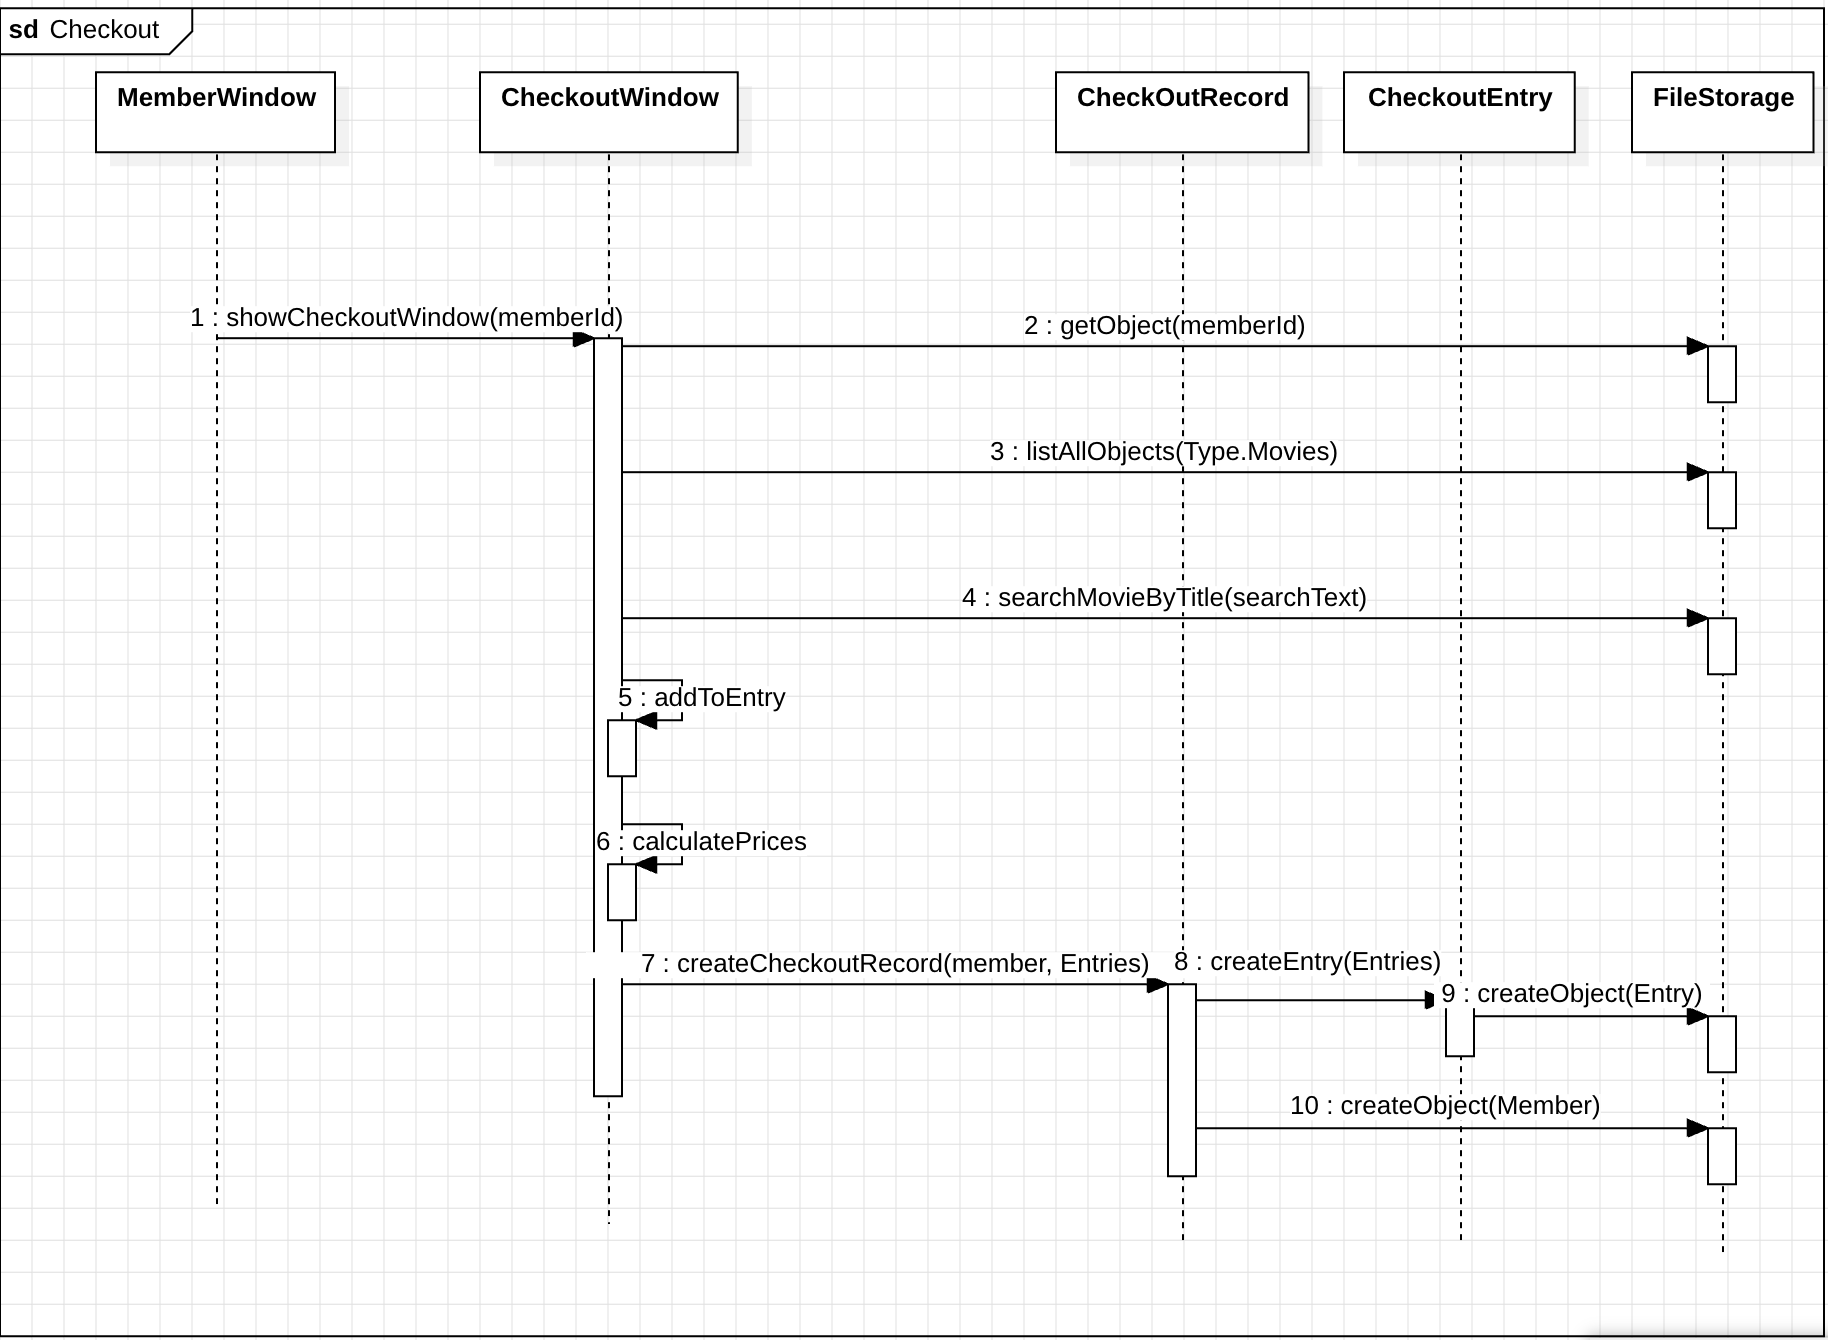 sd Checkout
MemberWindow
CheckoutWindow
CheckOutRecord
CheckoutEntry
FileStorage
1 : showCheckoutWindow(memberId)
2 : getObject(memberId)
3 : listAllObjects(Type.Movies)
4 : searchMovieByTitle(searchText)
5 : addToEntry
6 : calculatePrices
7 : createCheckoutRecord(member, Entries)
8 : createEntry(Entries)
9 : createObject(Entry)
10 : createObject(Member)